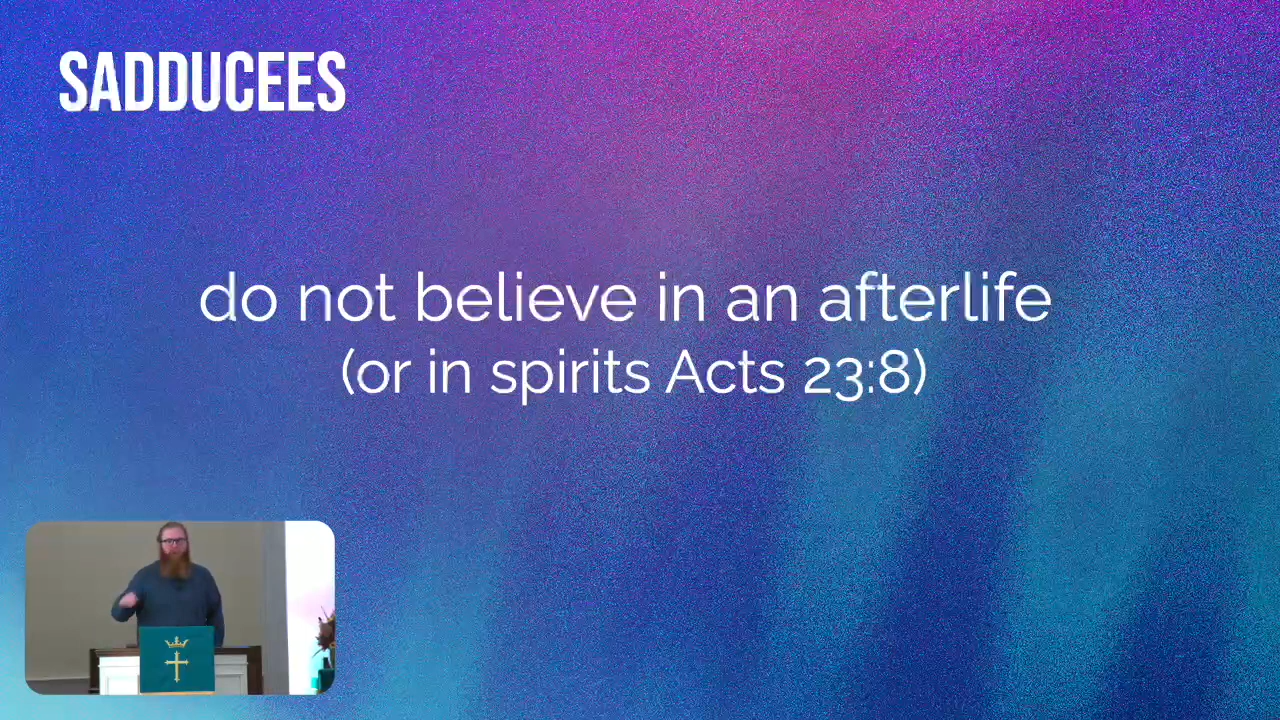 SADDUCEES
do not believe in an afterlife
(or in spirits Acts 23:8)